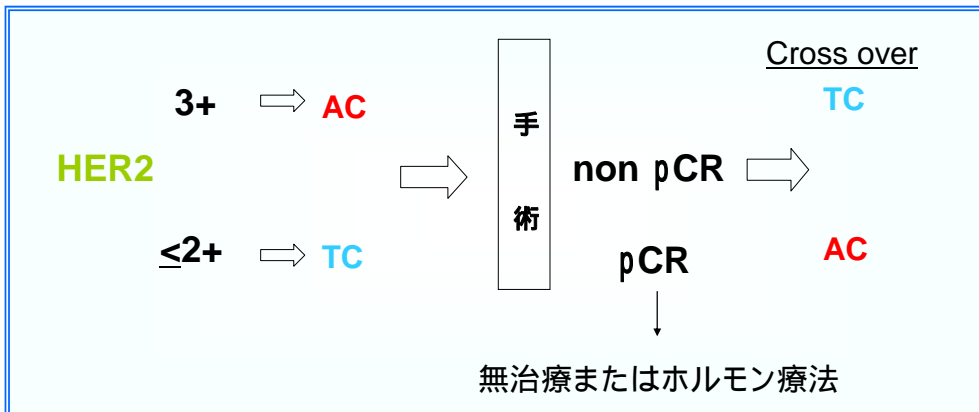 Cross over
3+ AC TC
HER2
手術
non pCR
≤2+ TC AC
pCR
無治療またはホルモン療法